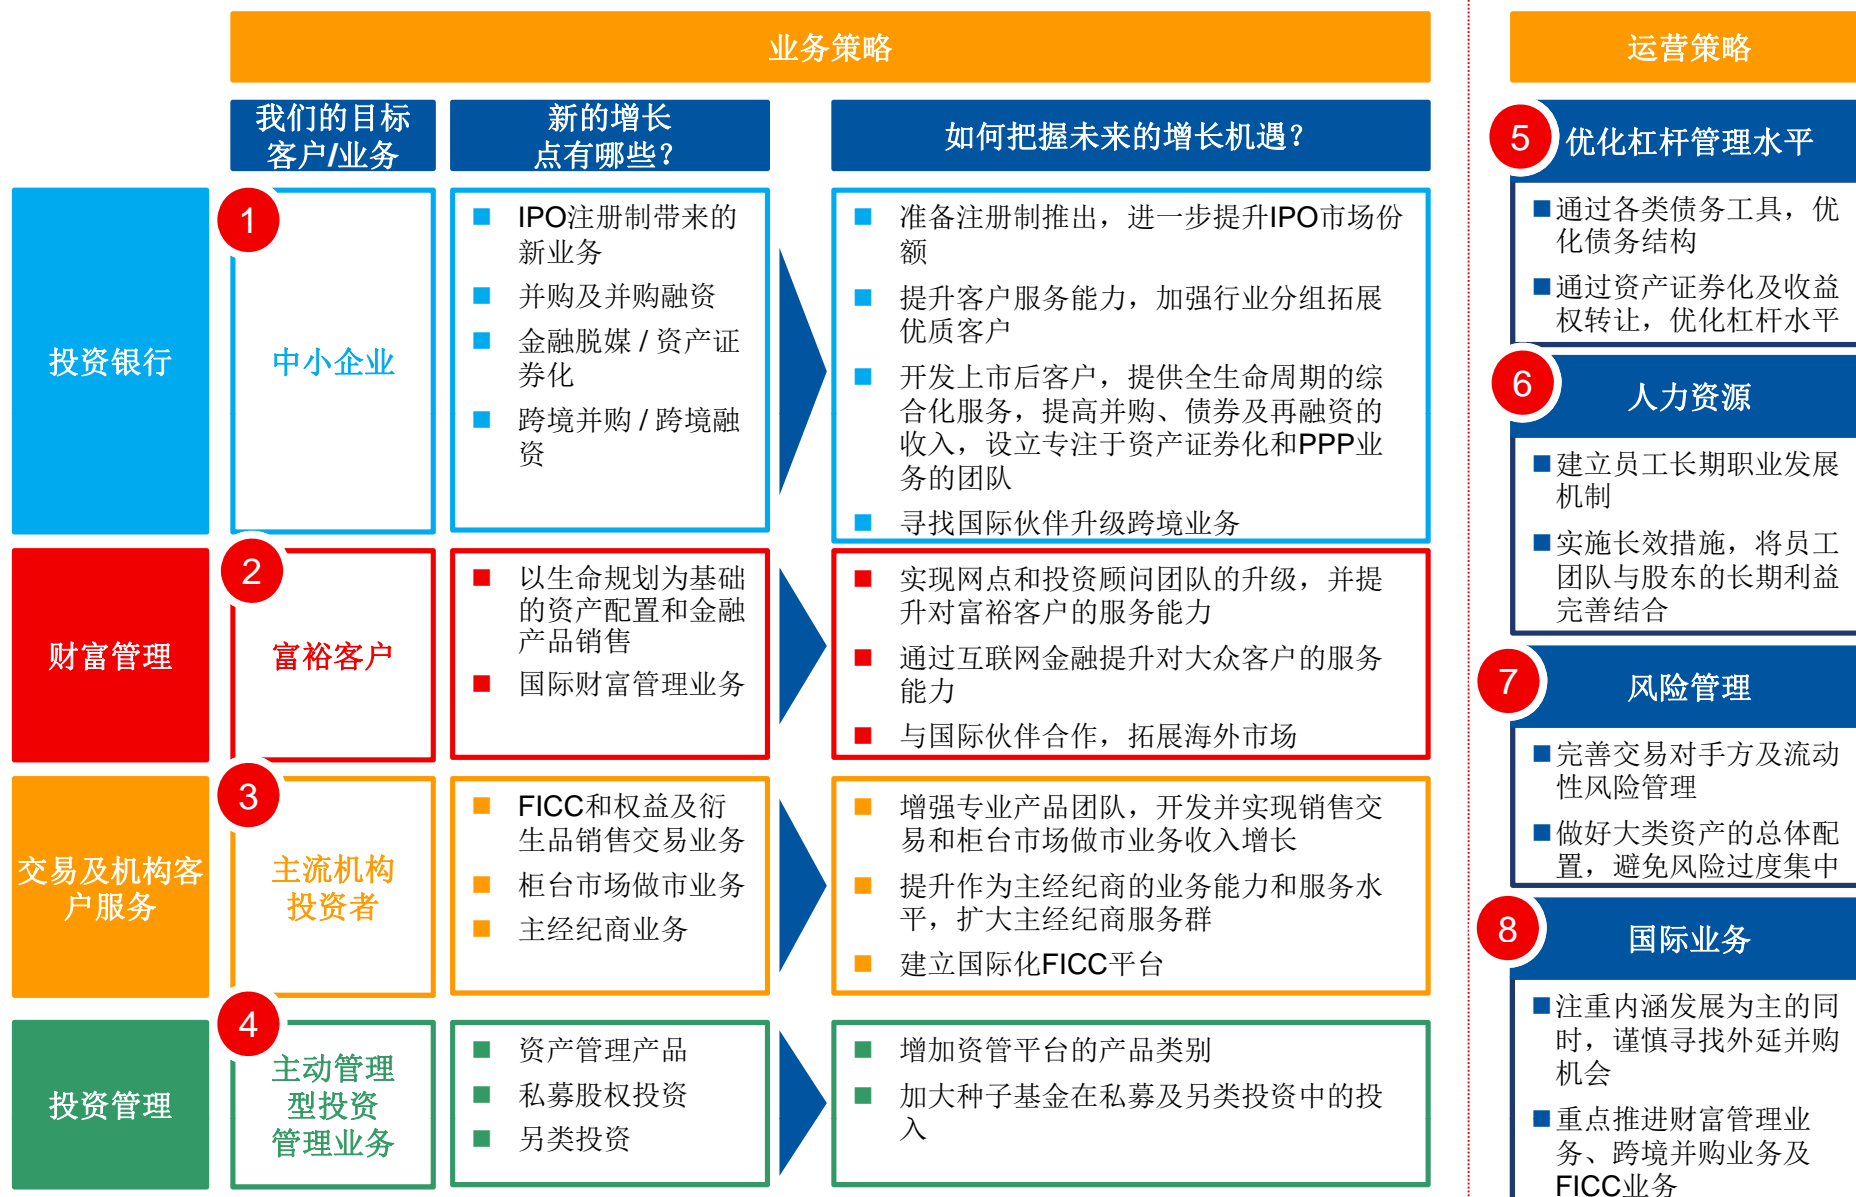 业务策略
我们的目标
客户/业务
新的增长
点有哪些？
如何把握未来的增长机遇？
投资银行
1
中小企业
IPO注册制带来的
新业务
并购及并购融资
金融脱媒 / 资产证
券化
跨境并购 / 跨境融
资
准备注册制推出，进一步提升IPO市场份
额
提升客户服务能力，加强行业分组拓展
优质客户
开发上市后客户，提供全生命周期的综
合化服务，提高并购、债券及再融资的
收入，设立专注于资产证券化和PPP业
务的团队
寻找国际伙伴升级跨境业务
财富管理
2
富裕客户
以生命规划为基础
的资产配置和金融
产品销售
国际财富管理业务
实现网点和投资顾问团队的升级，并提
升对富裕客户的服务能力
通过互联网金融提升对大众客户的服务
能力
与国际伙伴合作，拓展海外市场
交易及机构客
户服务
3
主流机构
投资者
FICC和权益及衍
生品销售交易业务
柜台市场做市业务
主经纪商业务
增强专业产品团队，开发并实现销售交
易和柜台市场做市业务收入增长
提升作为主经纪商的业务能力和服务水
平，扩大主经纪商服务群
建立国际化FICC平台
投资管理
4
主动管理
型投资
管理业务
资产管理产品
私募股权投资
另类投资
增加资管平台的产品类别
加大种子基金在私募及另类投资中的投
入
运营策略
5
优化杠杆管理水平
通过各类债务工具，优
化债务结构
通过资产证券化及收益
权转让，优化杠杆水平
6
人力资源
建立员工长期职业发展
机制
实施长效措施，将员工
团队与股东的长期利益
完善结合
7
风险管理
完善交易对手方及流动
性风险管理
做好大类资产的总体配
置，避免风险过度集中
8
国际业务
注重内涵发展为主的同
时，谨慎寻找外延并购
机会
重点推进财富管理业
务、跨境并购业务及
FICC业务